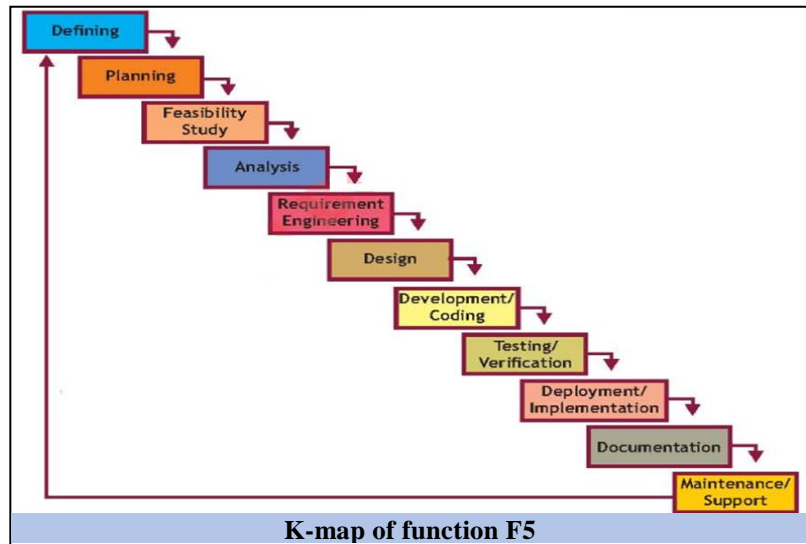 Defining
Planning
Feasibility
Study
Analysis
Requirement
Engineering
Design
Development/
Coding
Testing/
Verification
Deployment/
Implementation
Documentation
Maintenance/
Support
K-map of function F5